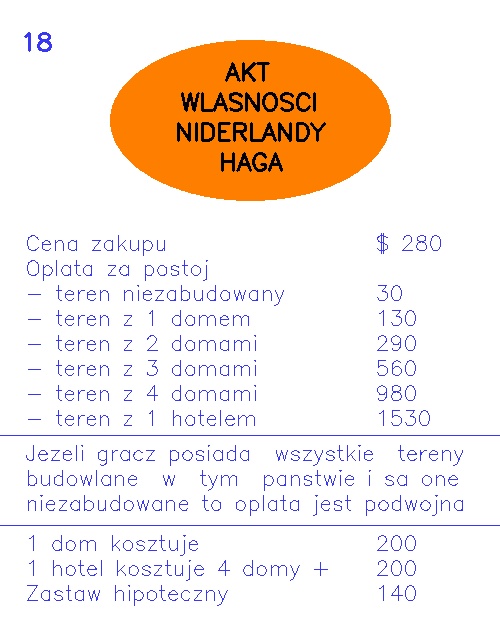 18
AKT
WLASNOSCI
NIDERLANDY
HAGA
Cena zakupu $ 280
Oplata za postoj
- teren niezabudowany 30
- teren z 1 domem 130
- teren z 2 domami 290
- teren z 3 domami 560
- teren z 4 domami 980
- teren z 1 hotelem 1530
Jezeli gracz posiada wszystkie tereny
budowlane w tym panstwie i sa one
niezabudowane to oplata jest podwojna
1 dom kosztuje 200
1 hotel kosztuje 4 domy + 200
Zastaw hipoteczny 140